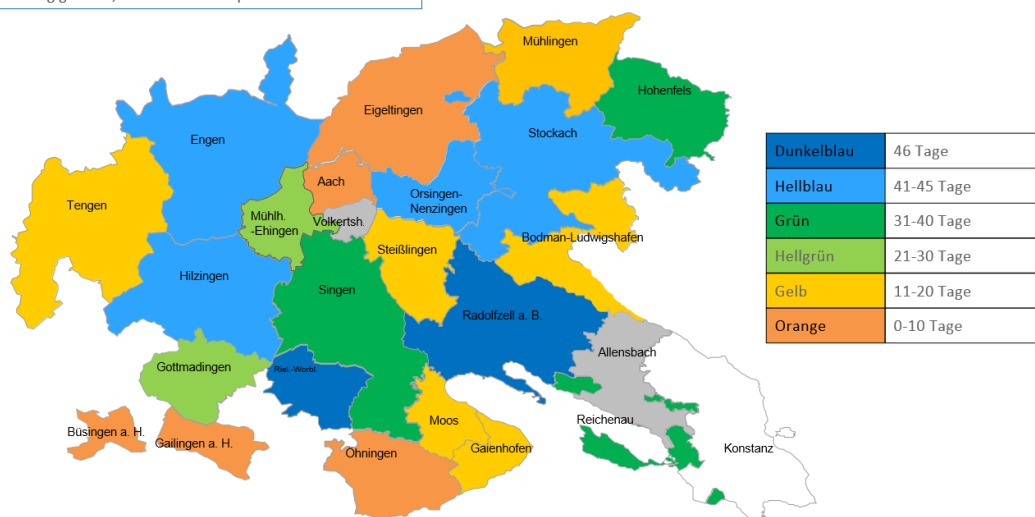 Mühlingen
Hohenfels
Eigeltingen
Stockach
Engen
Aach
Tengen
Orsingen-
Nenzingen
Mühlh.
-Ehingen
Volkertsh.
Bodman-Ludwigshafen
Steißlingen
Hilzingen
Singen
Radolfzell a. B.
Allensbach
Gottmadingen
Riel.-Worbl.
Moos
Reichenau
Büsingen a. H.
Gailingen a. H.
Gaienhofen
Konstanz
Öhningen
Dunkelblau 46 Tage
Hellblau 41-45 Tage
Grün 31-40 Tage
Hellgrün 21-30 Tage
Gelb 11-20 Tage
Orange 0-10 Tage